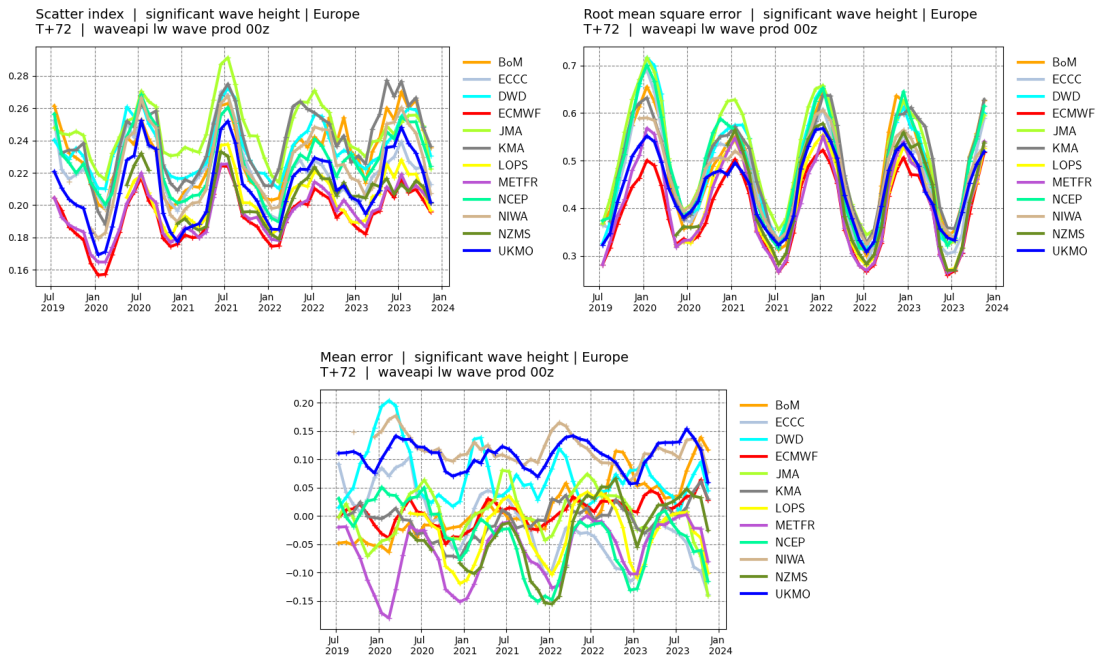 Scatter index | significant wave height | Europe
T+72 | waveapi lw wave prod 00z
0.28
0.26
0.24
0.22
0.20
0.18
0.16
Jul 2019
Jan 2020
Jul 2020
Jan 2021
Jul 2021
Jan 2022
Jul 2022
Jan 2023
Jul 2023
Jan 2024
BoM
ECCC
DWD
ECMWF
JMA
KMA
LOPS
METFR
NCEP
NIWA
NZMS
UKMO
Root mean square error | significant wave height | Europe
T+72 | waveapi lw wave prod 00z
0.7
0.6
0.5
0.4
0.3
Jul 2019
Jan 2020
Jul 2020
Jan 2021
Jul 2021
Jan 2022
Jul 2022
Jan 2023
Jul 2023
Jan 2024
BoM
ECCC
DWD
ECMWF
JMA
KMA
LOPS
METFR
NCEP
NIWA
NZMS
UKMO
Mean error | significant wave height | Europe
T+72 | waveapi lw wave prod 00z
0.20
0.15
0.10
0.05
0.00
−0.05
−0.10
−0.15
Jul 2019
Jan 2020
Jul 2020
Jan 2021
Jul 2021
Jan 2022
Jul 2022
Jan 2023
Jul 2023
Jan 2024
BoM
ECCC
DWD
ECMWF
JMA
KMA
LOPS
METFR
NCEP
NIWA
NZMS
UKMO